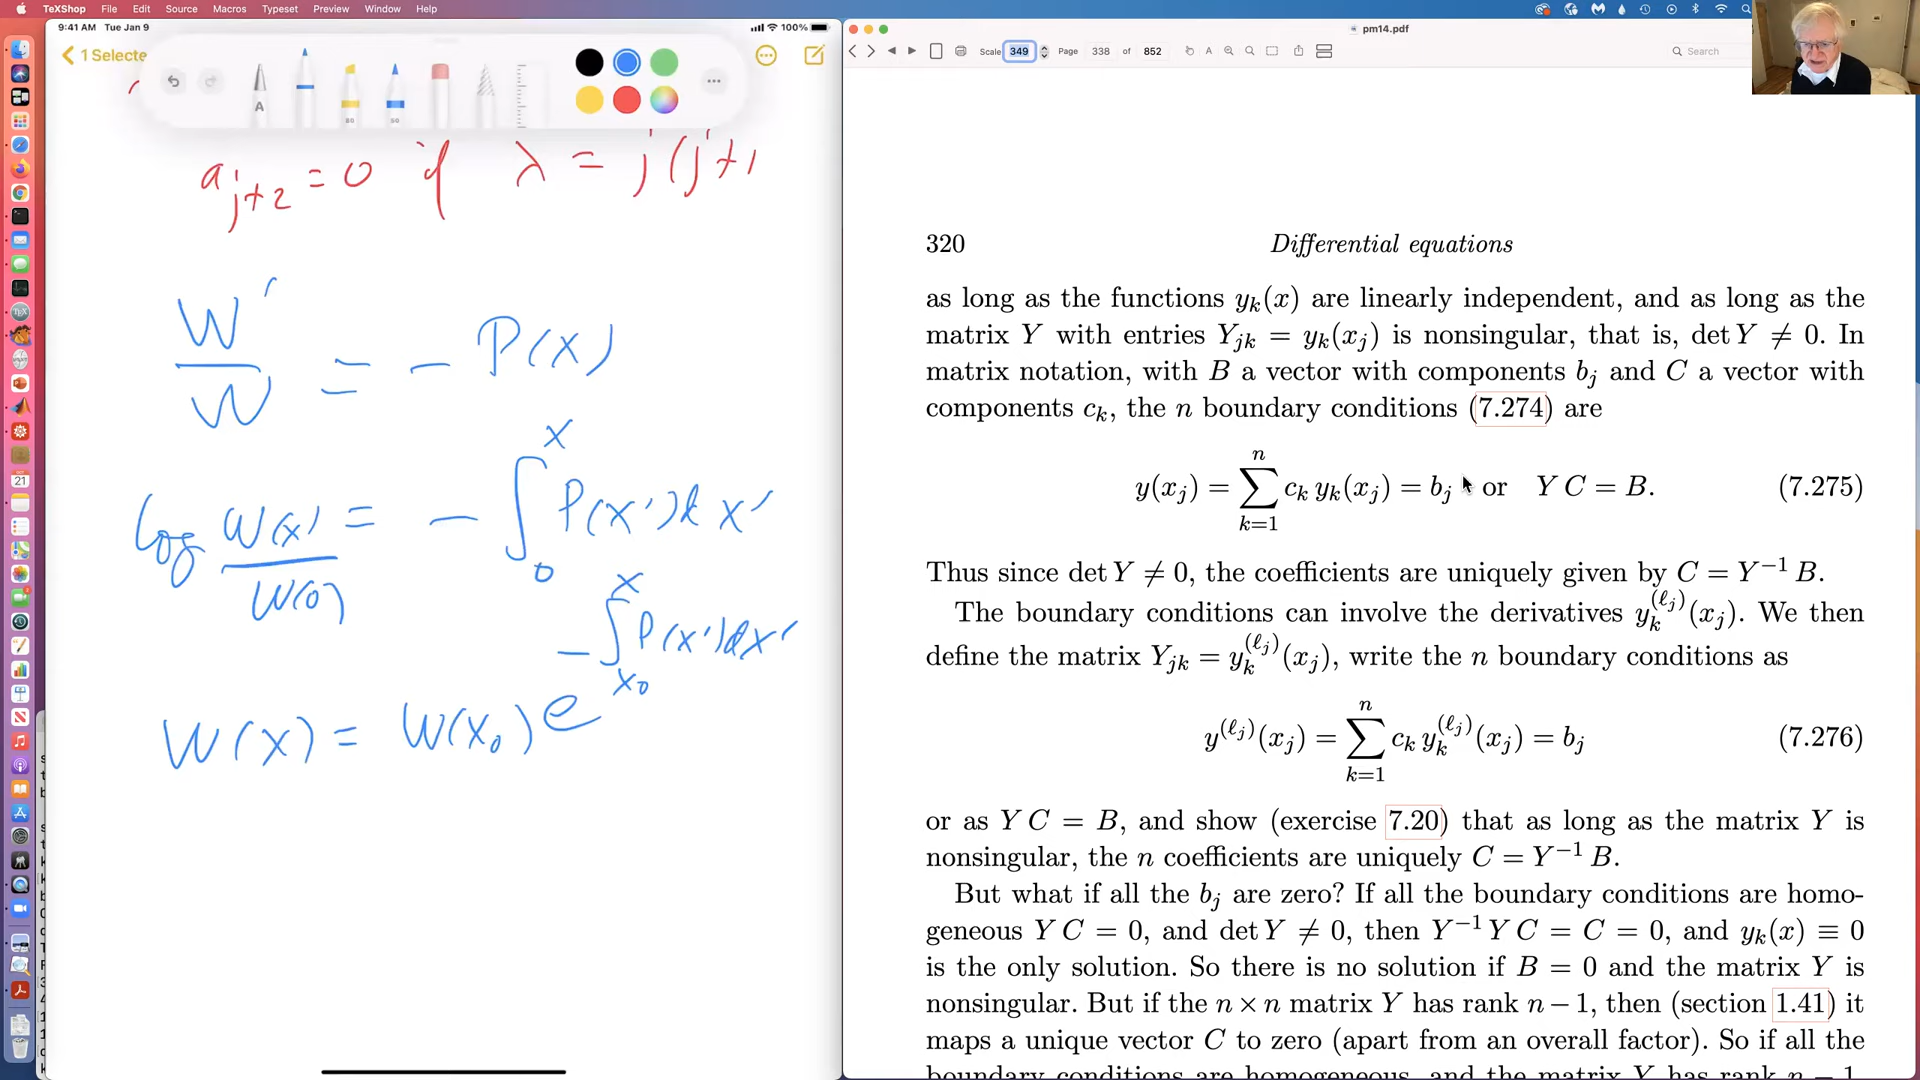 TeXShop File Edit Source Macros Typeset Preview Window Help
9:41 AM Tue Jan 9
100%
1 Selecte
A
80
90
a_{j+2} = 0 if λ = j(j+1
W'/W = - P(x)
log W(x)/W(0) = - ∫_0^x P(x')dx'
W(x) = W(x_0) e^{-∫_{x_0}^x P(x')dx'}
pm14.pdf
Scale 349 Page 338 of 852
Search
320 Differential equations
as long as the functions y_k(x) are linearly independent, and as long as the
matrix Y with entries Y_{jk} = y_k(x_j) is nonsingular, that is, det Y ≠ 0. In
matrix notation, with B a vector with components b_j and C a vector with
components c_k, the n boundary conditions (7.274) are
y(x_j) = ∑_{k=1}^n c_k y_k(x_j) = b_j or Y C = B. (7.275)
Thus since det Y ≠ 0, the coefficients are uniquely given by C = Y^{-1} B.
The boundary conditions can involve the derivatives y_k^{(ℓ_j)}(x_j). We then
define the matrix Y_{jk} = y_k^{(ℓ_j)}(x_j), write the n boundary conditions as
y^{(ℓ_j)}(x_j) = ∑_{k=1}^n c_k y_k^{(ℓ_j)}(x_j) = b_j (7.276)
or as Y C = B, and show (exercise 7.20) that as long as the matrix Y is
nonsingular, the n coefficients are uniquely C = Y^{-1} B.
But what if all the b_j are zero? If all the boundary conditions are homo-
geneous Y C = 0, and det Y ≠ 0, then Y^{-1} Y C = C = 0, and y_k(x) ≡ 0
is the only solution. So there is no solution if B = 0 and the matrix Y is
nonsingular. But if the n × n matrix Y has rank n − 1, then (section 1.41) it
maps a unique vector C to zero (apart from an overall factor). So if all the
boundary conditions are homogeneous, and the matrix Y has rank n − 1,